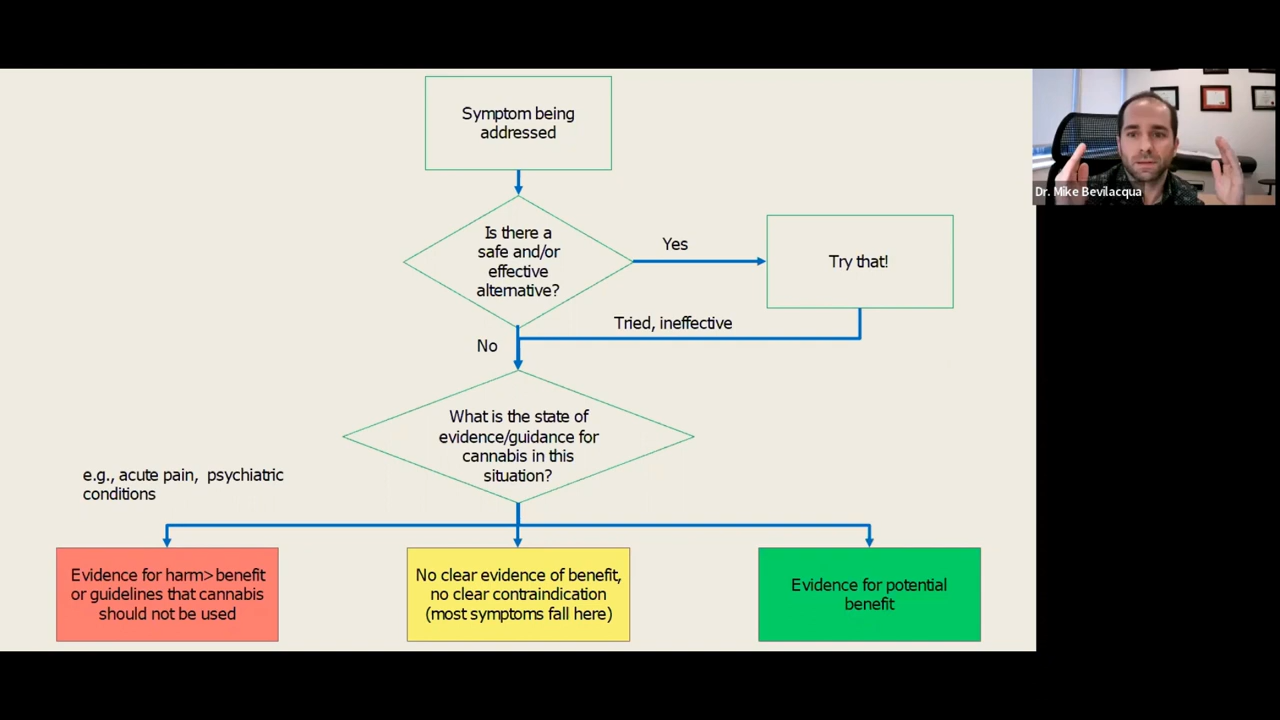 Symptom being
addressed
Dr. Mike Bevilacqua
Is there a
safe and/or
effective
alternative?
Yes
Try that!
Tried, ineffective
No
What is the state of
evidence/guidance for
cannabis in this
situation?
e.g., acute pain,  psychiatric
conditions
Evidence for harm>benefit
or guidelines that cannabis
should not be used
No clear evidence of benefit,
no clear contraindication
(most symptoms fall here)
Evidence for potential
benefit